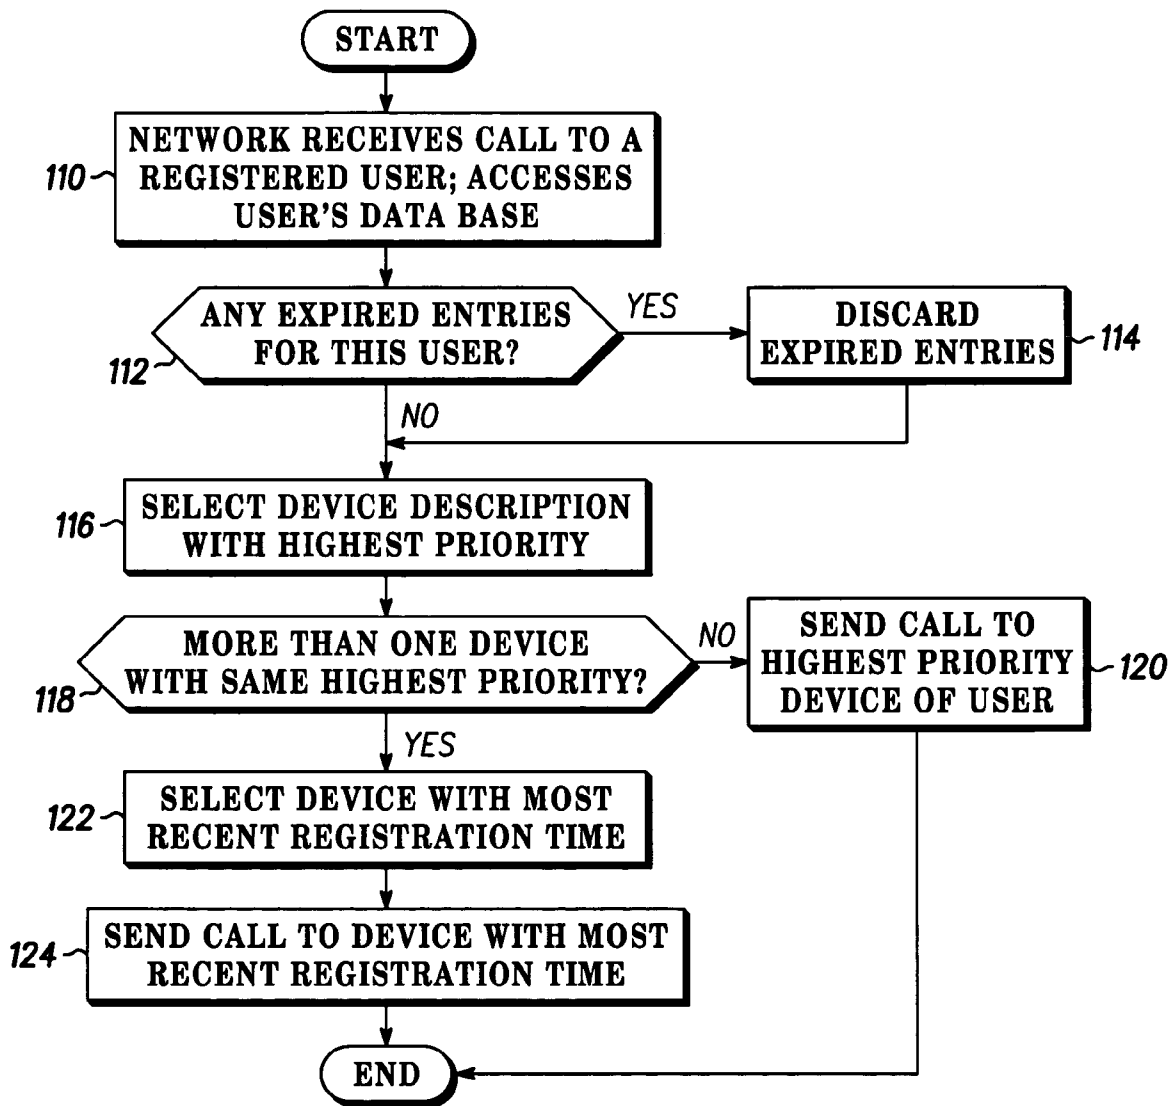 START
NETWORK RECEIVES CALL TO A
REGISTERED USER; ACCESSES
USER'S DATA BASE
110
ANY EXPIRED ENTRIES
FOR THIS USER?
112
YES
DISCARD
EXPIRED ENTRIES
114
NO
SELECT DEVICE DESCRIPTION
WITH HIGHEST PRIORITY
116
MORE THAN ONE DEVICE
WITH SAME HIGHEST PRIORITY?
118
NO
SEND CALL TO
HIGHEST PRIORITY
DEVICE OF USER
120
YES
SELECT DEVICE WITH MOST
RECENT REGISTRATION TIME
122
SEND CALL TO DEVICE WITH MOST
RECENT REGISTRATION TIME
124
END